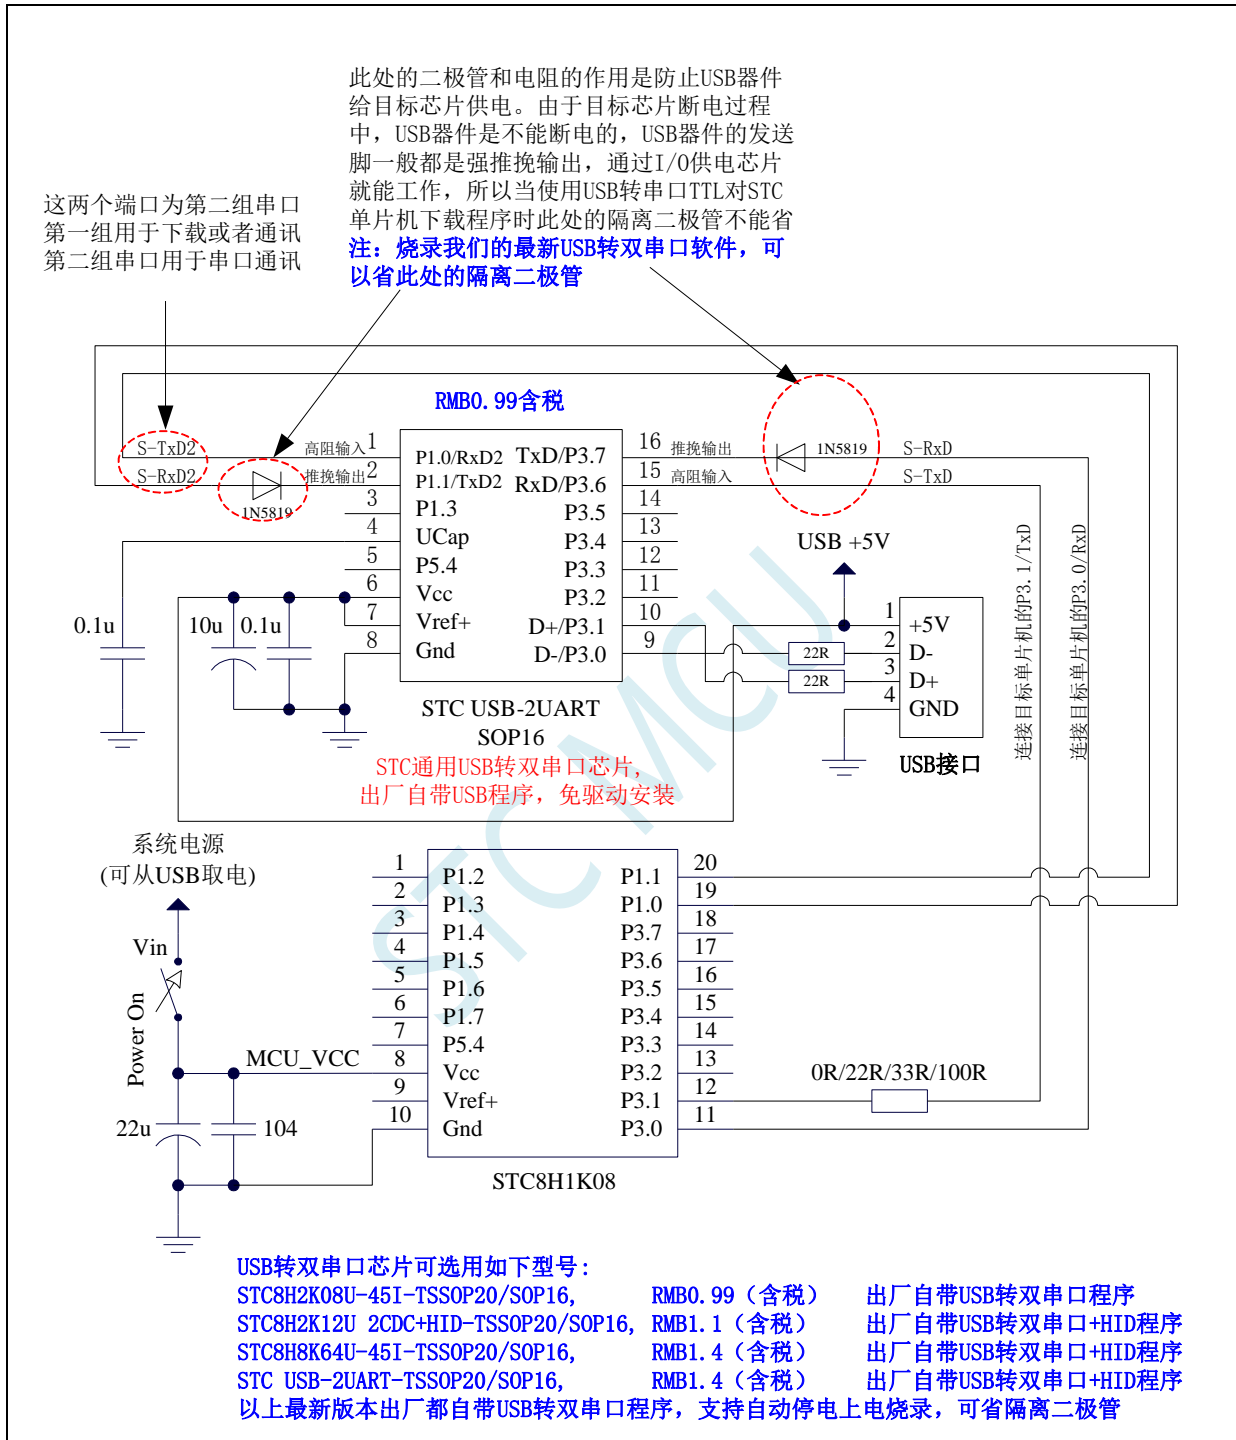 此处的二极管和电阻的作用是防止USB器件
给目标芯片供电。由于目标芯片断电过程
中，USB器件是不能断电的，USB器件的发送
脚一般都是强推挽输出，通过I/O供电芯片
就能工作，所以当使用USB转串口TTL对STC
单片机下载程序时此处的隔离二极管不能省
注：烧录我们的最新USB转双串口软件，可
以省此处的隔离二极管
这两个端口为第二组串口
第一组用于下载或者通讯
第二组串口用于串口通讯
RMB0.99含税
S-TxD2
高阻输入
1
P1.0/RxD2
TxD/P3.7
16
推挽输出
1N5819
S-RxD
S-RxD2
1N5819
推挽输出
2
P1.1/TxD2
RxD/P3.6
15
高阻输入
S-TxD
3
P1.3
P3.5
14
4
UCap
P3.4
13
5
P5.4
P3.3
12
6
Vcc
P3.2
11
7
Vref+
D+/P3.1
10
8
Gnd
D-/P3.0
9
0.1u
10u
0.1u
22R
22R
USB +5V
1
+5V
2
D-
3
D+
4
GND
USB接口
连接目标单片机的P3.1/TxD
连接目标单片机的P3.0/RxD
STC USB-2UART
SOP16
STC通用USB转双串口芯片,
出厂自带USB程序，免驱动安装
STC MCU
系统电源
(可从USB取电)
Vin
Power On
MCU_VCC
22u
104
1
P1.2
P1.1
20
2
P1.3
P1.0
19
3
P1.4
P3.7
18
4
P1.5
P3.6
17
5
P1.6
P3.5
16
6
P1.7
P3.4
15
7
P5.4
P3.3
14
8
Vcc
P3.2
13
9
Vref+
P3.1
12
10
Gnd
P3.0
11
0R/22R/33R/100R
STC8H1K08
USB转双串口芯片可选用如下型号:
STC8H2K08U-45I-TSSOP20/SOP16, RMB0.99（含税） 出厂自带USB转双串口程序
STC8H2K12U 2CDC+HID-TSSOP20/SOP16, RMB1.1（含税） 出厂自带USB转双串口+HID程序
STC8H8K64U-45I-TSSOP20/SOP16, RMB1.4（含税） 出厂自带USB转双串口+HID程序
STC USB-2UART-TSSOP20/SOP16, RMB1.4（含税） 出厂自带USB转双串口+HID程序
以上最新版本出厂都自带USB转双串口程序，支持自动停电上电烧录，可省隔离二极管